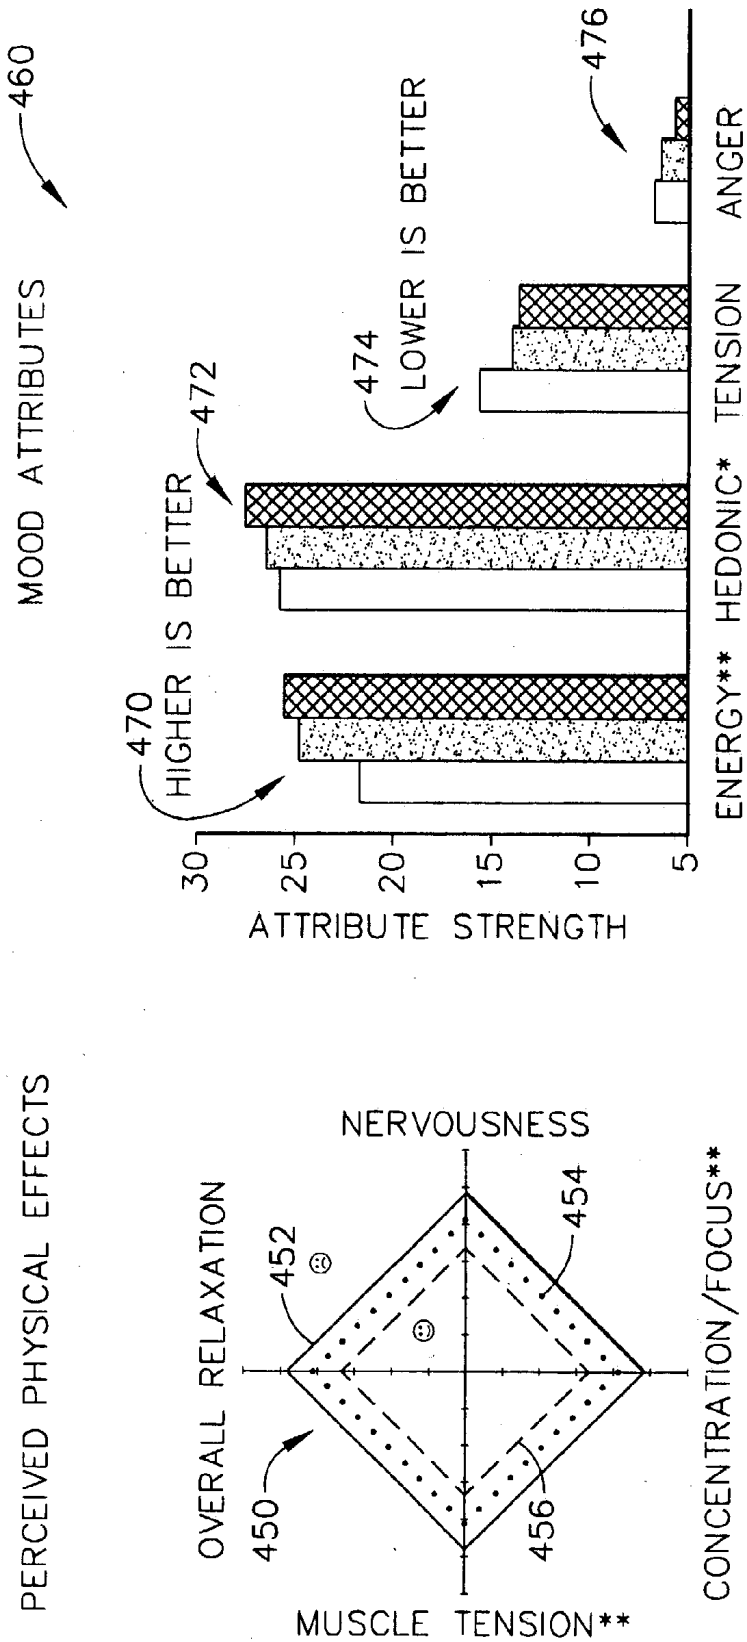 PERCEIVED PHYSICAL EFFECTS
OVERALL RELAXATION
450
452
NERVOUSNESS
MUSCLE TENSION**
456
454
CONCENTRATION/FOCUS**
MOOD ATTRIBUTES
460
470
HIGHER IS BETTER
472
474
LOWER IS BETTER
476
ATTRIBUTE STRENGTH
30
25
20
15
10
5
ENERGY** HEDONIC* TENSION ANGER